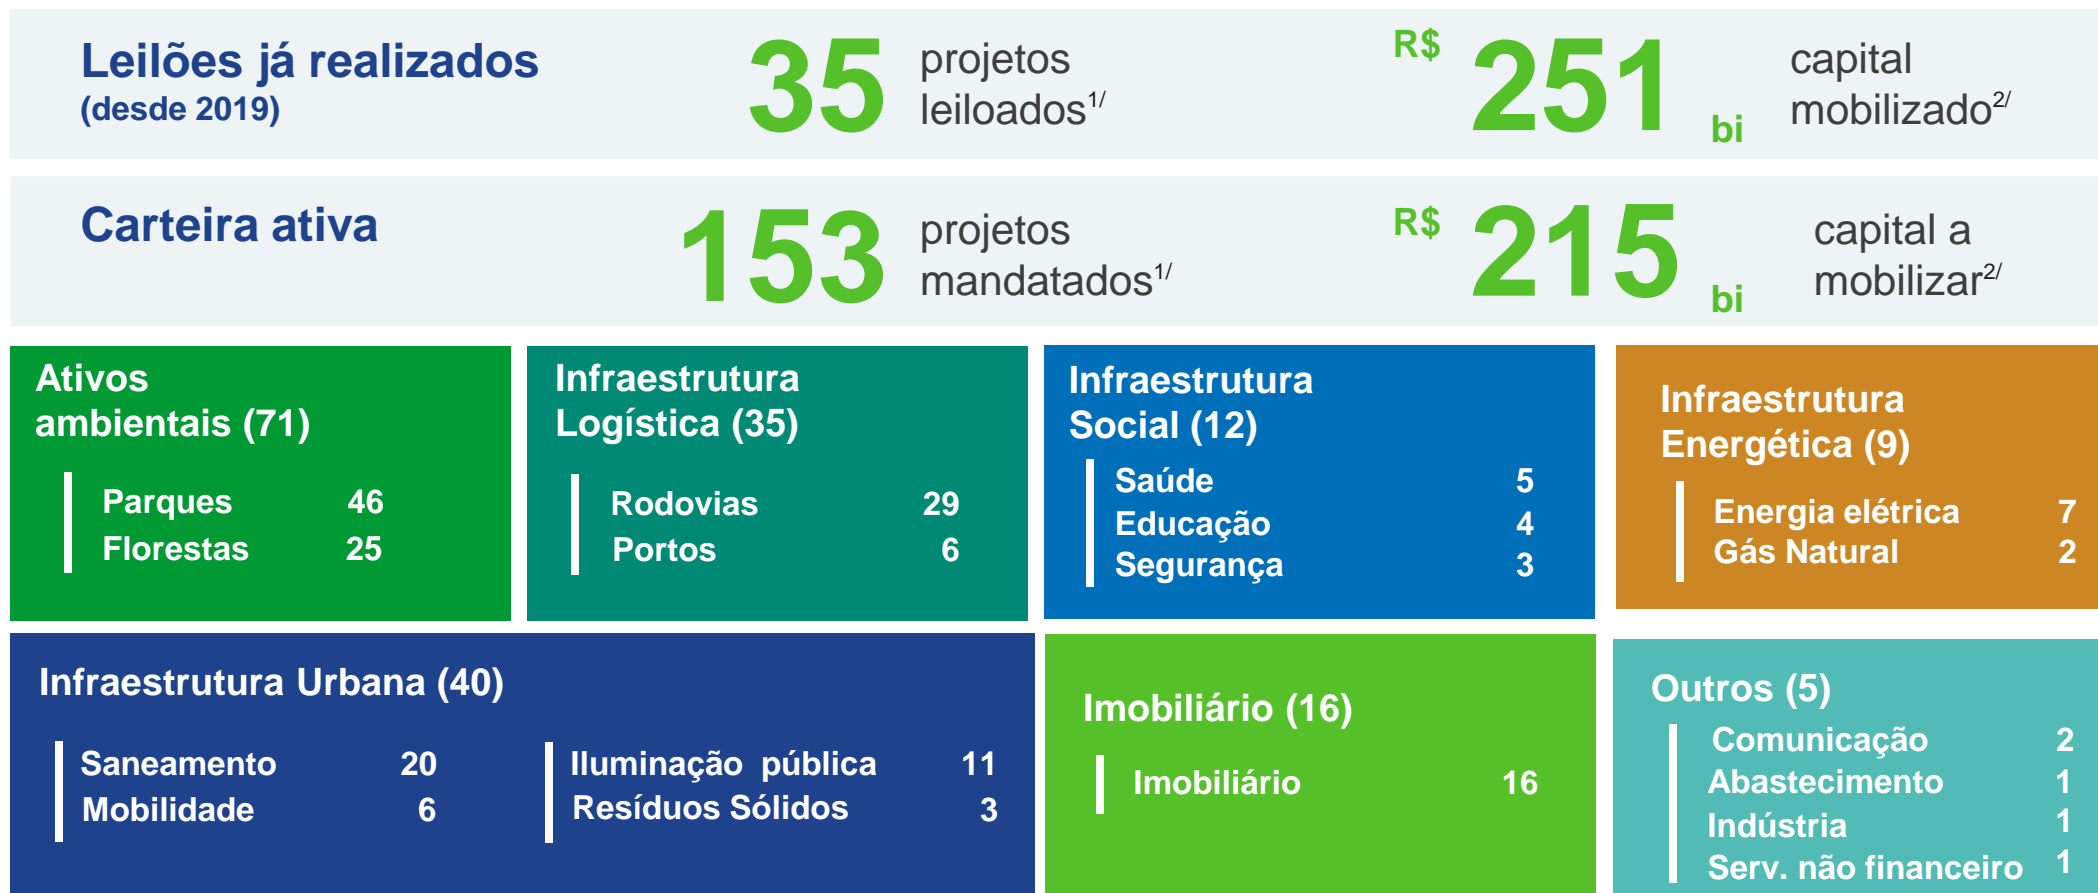 Leilões já realizados
(desde 2019)
35
projetos
leiloados1/
R$ 251 bi
capital
mobilizado2/
Carteira ativa
153
projetos
mandatados1/
R$ 215 bi
capital a
mobilizar2/
Ativos
ambientais (71)
Parques 46
Florestas 25
Infraestrutura
Logística (35)
Rodovias 29
Portos 6
Infraestrutura
Social (12)
Saúde 5
Educação 4
Segurança 3
Infraestrutura
Energética (9)
Energia elétrica 7
Gás Natural 2
Infraestrutura Urbana (40)
Saneamento 20
Mobilidade 6
Iluminação pública 11
Resíduos Sólidos 3
Imobiliário (16)
Imobiliário 16
Outros (5)
Comunicação 2
Abastecimento 1
Indústria 1
Serv. não financeiro 1